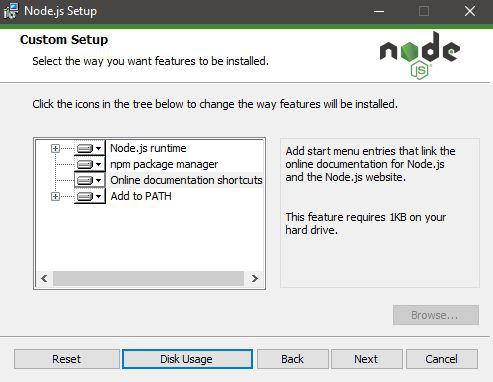 Node.js Setup
Custom Setup
Select the way you want features to be installed.
node
JS
Click the icons in the tree below to change the way features will be installed.
Node.js runtime
npm package manager
Online documentation shortcuts
Add to PATH
Add start menu entries that link the
online documentation for Node.js
and the Node.js website.
This feature requires 1KB on your
hard drive.
Browse...
Reset
Disk Usage
Back
Next
Cancel